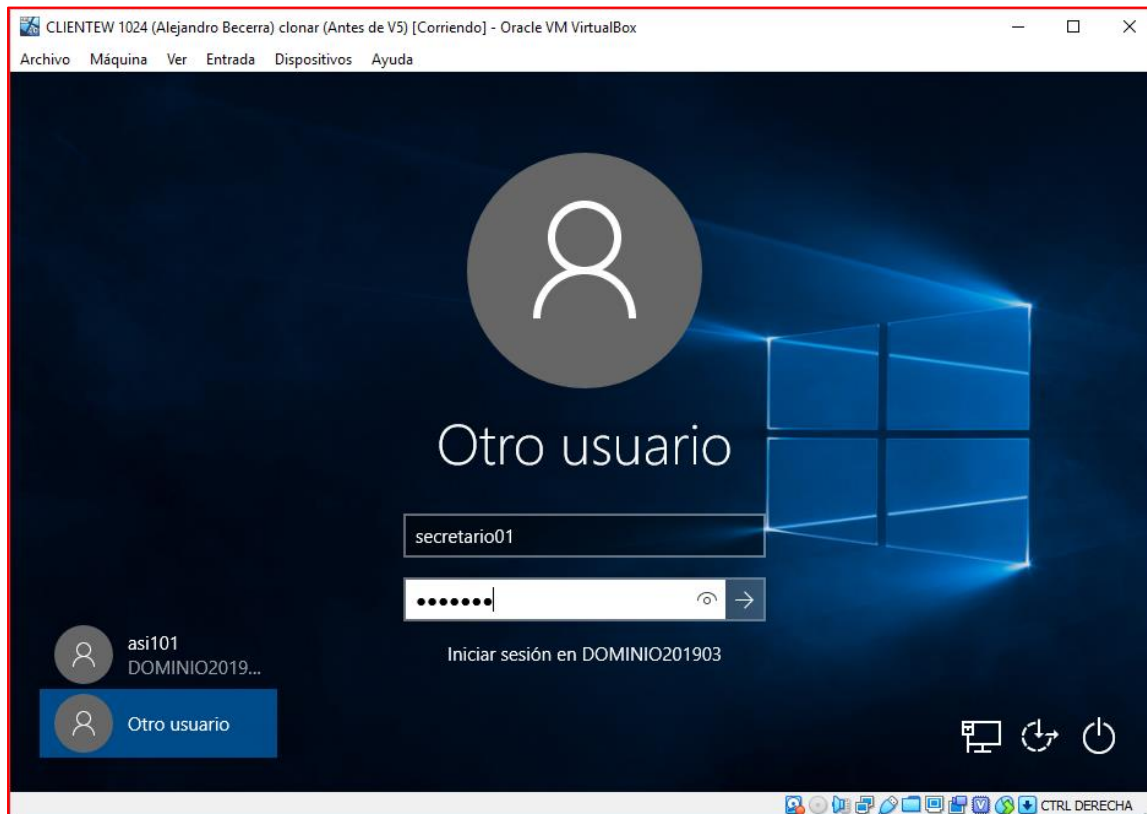 CLIENTEW 1024 (Alejandro Becerra) clonar (Antes de V5) [Corriendo] - Oracle VM VirtualBox
Archivo Máquina Ver Entrada Dispositivos Ayuda
Otro usuario
secretario01
Iniciar sesión en DOMINIO201903
asi101
DOMINIO2019...
Otro usuario
CTRL DERECHA